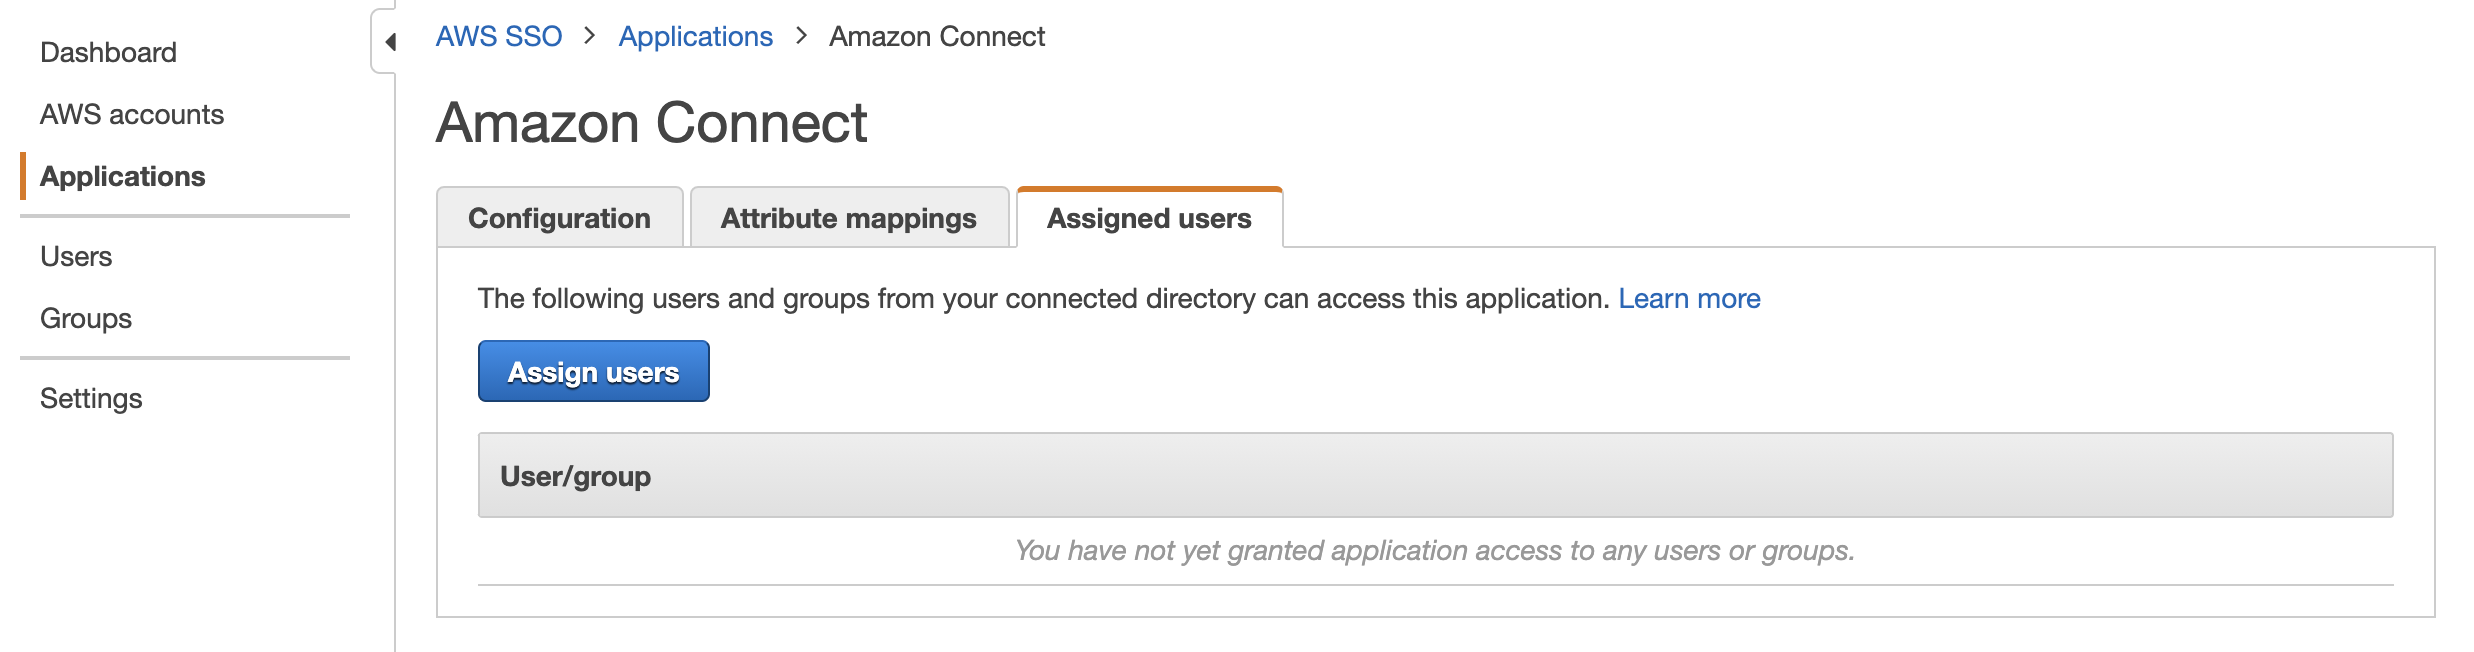 Dashboard
AWS accounts
Applications
Users
Groups
Settings
AWS SSO > Applications > Amazon Connect
Amazon Connect
Configuration Attribute mappings Assigned users
The following users and groups from your connected directory can access this application. Learn more
Assign users
User/group
You have not yet granted application access to any users or groups.